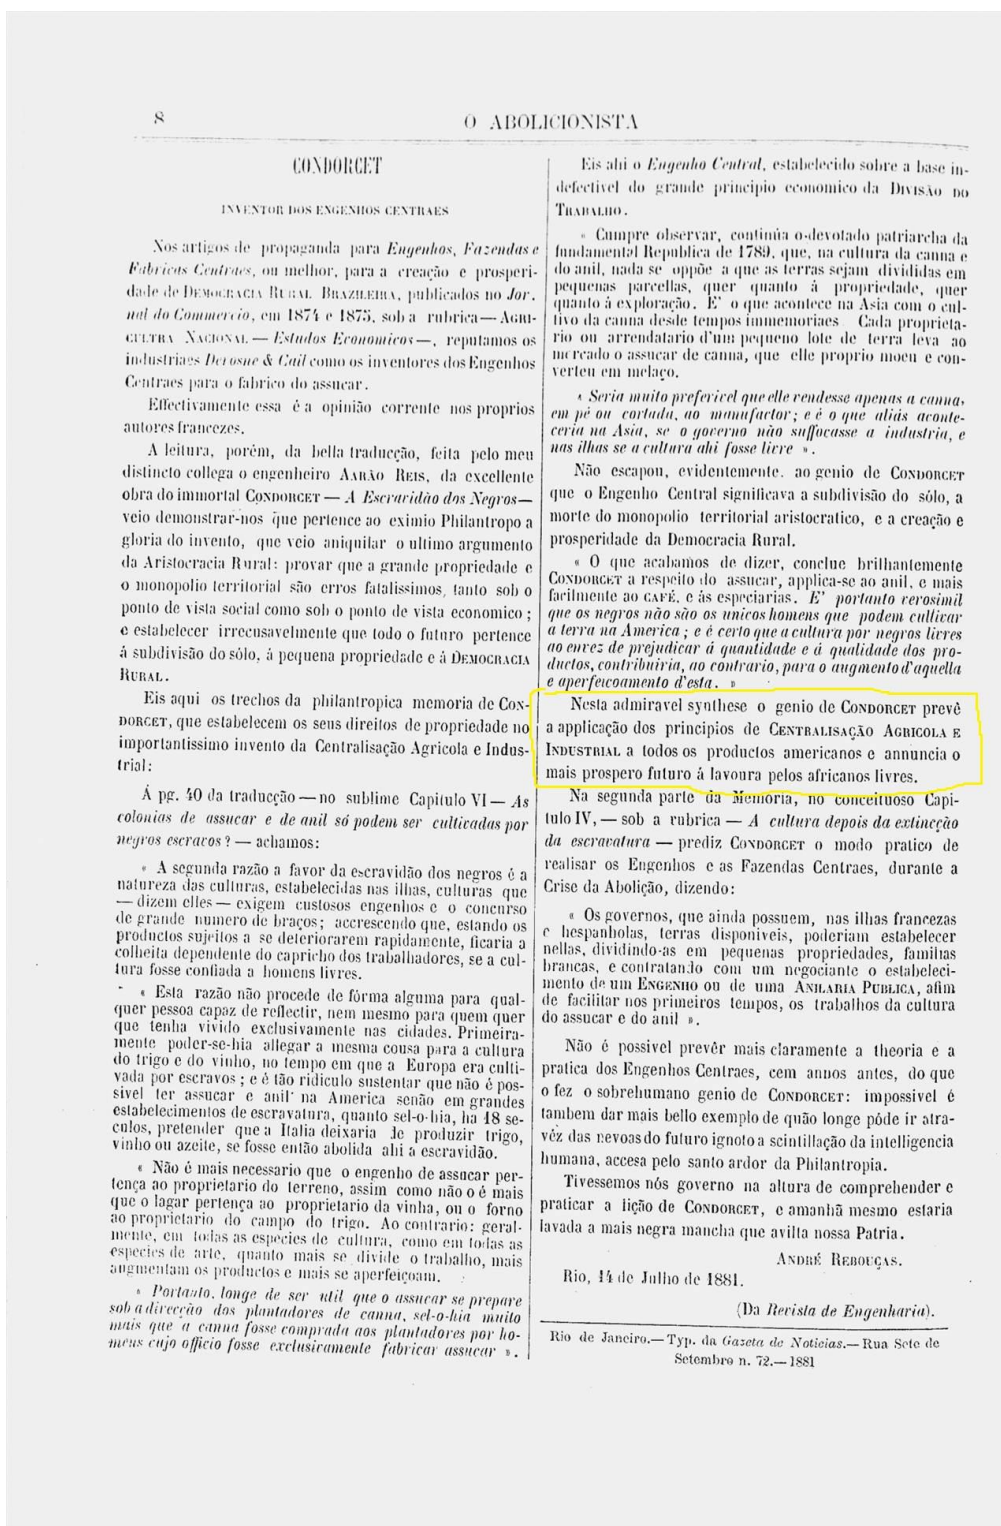 8
O ABOLICIONISTA
CONDORCET
INVENTOR DOS ENGENHOS CENTRAES
Nos artigos de propaganda para Engenhos, Fazendas e
Fabricas Centraes, ou melhor, para a creação e prosperi-
dade de DEMOCRACIA RURAL BRAZILEIRA, publicados no Jor.
nal do Commercio, em 1874 e 1875, sob a rubrica—AGRI-
CULTRA NACIONAL — Estudos Economicos—, reputamos os
industriaes Derosne & Cail como os inventores dos Engenhos
Centraes para o fabrico do assucar.
Effectivamente essa é a opinião corrente nos proprios
autores francezes.
A leitura, porém, da bella traducção, feita pelo meu
distincto collega o engenheiro AARÃO REIS, da excellente
obra do immortal CONDORCET — A Escravidão dos Negros—
veio demonstrar-nos que pertence ao eximio Philantropo a
gloria do invento, que veio aniquilar o ultimo argumento
da Aristocracia Rural: provar que a grande propriedade e
o monopolio territorial são erros fatalissimos, tanto sob o
ponto de vista social como sob o ponto de vista economico ;
e estabelecer irrecusavelmente que todo o futuro pertence
á subdivisão do sólo, á pequena propriedade e á DEMOCRACIA
RURAL.
Eis aqui os trechos da philantropica memoria de CON-
DORCET, que estabelecem os seus direitos de propriedade no
importantissimo invento da Centralisação Agricola e Indus-
trial:
Á pg. 40 da traducção — no sublime Capitulo VI — As
colonias de assucar e de anil só podem ser cultivadas por
negros escravos ? — achamos:
« A segunda razão a favor da escravidão dos negros é a
natureza das culturas, estabelecidas nas ilhas, culturas que
— dizem elles — exigem custosos engenhos e o concurso
de grande numero de braços; accrescendo que, estando os
productos sujeitos a se deteriorarem rapidamente, ficaria a
colheita dependente do capricho dos trabalhadores, se a cul-
tura fosse confiada a homens livres.
« Esta razão não procede de fórma alguma para qual-
quer pessoa capaz de reflectir, nem mesmo para quem quer
que tenha vivido exclusivamente nas cidades. Primeira-
mente poder-se-hia allegar a mesma cousa para a cultura
do trigo e do vinho, no tempo em que a Europa era culti-
vada por escravos ; e é tão ridiculo sustentar que não é pos-
sivel ter assucar e anil na America senão em grandes
estabelecimentos de escravatura, quanto sel-o-hia, ha 18 se-
culos, pretender que a Italia deixaria de produzir trigo,
vinho ou azeite, se fosse então abolida ahi a escravidão.
« Não é mais necessario que o engenho de assucar per-
tença ao proprietario do terreno, assim como não o é mais
que o lagar pertença ao proprietario da vinha, ou o forno
ao proprietario do campo do trigo. Ao contrario: geral-
mente, em todas as especies de cultura, como em todas as
especies de arte, quanto mais se divide o trabalho, mais
augmentam os productos e mais se aperfeiçoam.
« Portanto, longe de ser util que o assucar se prepare
sob a direcção dos plantadores de canna, sel-o-hia muito
mais que a canna fosse comprada aos plantadores por ho-
mens cujo officio fosse exclusivamente fabricar assucar ».
Eis ahi o Engenho Central, estabelecido sobre a base in-
defectivel do grande principio economico da DIVISÃO DO
TRABALHO.
« Cumpre observar, continúa o devotado patriarcha da
fundamental Republica de 1789, que, na cultura da canna e
do anil, nada se oppõe a que as terras sejam divididas em
pequenas parcellas, quer quanto á propriedade, quer
quanto á exploração. E' o que acontece na Asia com o cul-
tivo da canna desde tempos immemoriaes. Cada proprieta-
rio ou arrendatario d'um pequeno lote de terra leva ao
mercado o assucar de canna, que elle proprio moeu e con-
verteu em melaço.
« Seria muito preferivel que elle vendesse apenas a canna,
em pé ou cortada, ao manufactor; e é o que aliás aconte-
ceria na Asia, se o governo não suffocasse a industria, e
nas ilhas se a cultura ahi fosse livre ».
Não escapou, evidentemente, ao genio de CONDORCET
que o Engenho Central significava a subdivisão do sólo, a
morte do monopolio territorial aristocratico, e a creação e
prosperidade da Democracia Rural.
« O que acabamos de dizer, conclue brilhantemente
CONDORCET a respeito do assucar, applica-se ao anil, e mais
facilmente ao CAFÉ, e ás especiarias. E' portanto verosimil
que os negros não são os unicos homens que podem cultivar
a terra na America ; e é certo que a cultura por negros livres
ao envez de prejudicar á quantidade e á qualidade dos pro-
ductos, contribuiria, ao contrario, para o augmento d'aquella
e aperfeicoamento d'esta. »
Nesta admiravel synthese o genio de CONDORCET prevê
a applicação dos principios de CENTRALISAÇÃO AGRICOLA E
INDUSTRIAL a todos os productos americanos e annuncia o
mais prospero futuro á lavoura pelos africanos livres.
Na segunda parte da Memória, no conceituoso Capi-
tulo IV, — sob a rubrica — A cultura depois da extincção
da escravatura — prediz CONDORCET o modo pratico de
realisar os Engenhos e as Fazendas Centraes, durante a
Crise da Abolição, dizendo:
« Os governos, que ainda possuem, nas ilhas francezas
e hespanholas, terras disponiveis, poderiam estabelecer
nellas, dividindo-as em pequenas propriedades, familias
brancas, e contratando com um negociante o estabeleci-
mento de um ENGENHO ou de uma ANILARIA PUBLICA, afim
de facilitar nos primeiros tempos, os trabalhos da cultura
do assucar e do anil ».
Não é possivel prevêr mais claramente a theoria e a
pratica dos Engenhos Centraes, cem annos antes, do que
o fez o sobrehumano genio de CONDORCET: impossivel é
tambem dar mais bello exemplo de quão longe póde ir atra-
véz das nevoas do futuro ignoto a scintillação da intelligencia
humana, accesa pelo santo ardor da Philantropia.
Tivessemos nós governo na altura de comprehender e
praticar a lição de CONDORCET, e amanhã mesmo estaria
lavada a mais negra mancha que avilta nossa Patria.
ANDRÉ REBOUÇAS.
Rio, 14 de Julho de 1881.
(Da Revista de Engenharia).
Rio de Janeiro.— Typ. da Gazeta de Noticias.— Rua Sete de
Setembro n. 72.— 1881